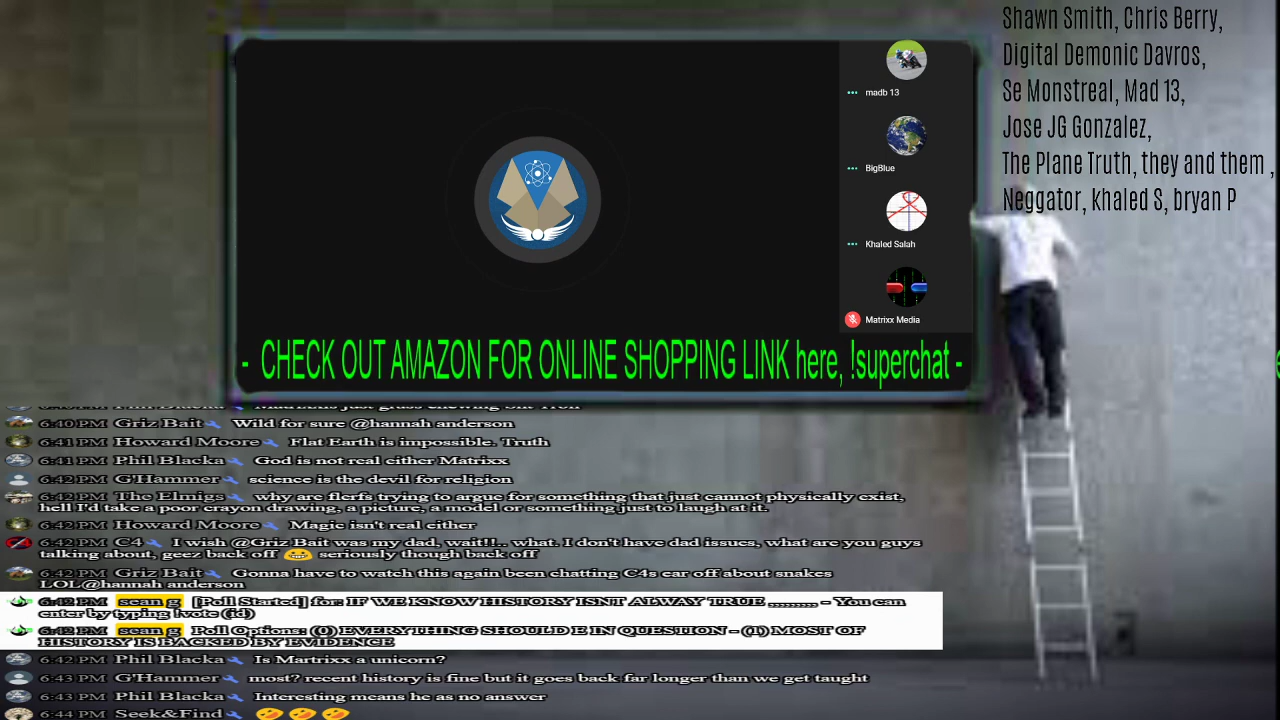 Shawn Smith, Chris Berry,
Digital Demonic Davros,
Se Monstreal, Mad 13,
Jose JG Gonzalez,
The Plane Truth, they and them ,
Neggator, khaled S, bryan P
madb 13
BigBlue
Khaled Salah
Matrixx Media
- CHECK OUT AMAZON FOR ONLINE SHOPPING LINK here, !superchat -
6:40 PM Griz Bait Wild for sure @hannah anderson
6:41 PM Howard Moore Flat Earth is impossible. Truth
6:41 PM Phil Blacka God is not real either Matrixx
6:42 PM G'Hammer science is the devil for religion
6:42 PM The Elmigs why are flerfs trying to argue for something that just cannot physically exist,
hell I'd take a poor crayon drawing, a picture, a model or something just to laugh at it.
6:42 PM Howard Moore Magic isn't real either
6:42 PM C4 I wish @Griz Bait was my dad, wait!!.. what. I don't have dad issues, what are you guys
talking about, geez back off 😄 seriously though back off
6:42 PM Griz Bait Gonna have to watch this again been chatting C4s ear off about snakes
LOL@hannah anderson
6:42 PM sean g [Poll Started] for: IF WE KNOW HISTORY ISNT ALWAY TRUE ,,,,,,,,, - You can
enter by typing !vote (id)
6:42 PM sean g Poll Options: (0) EVERYTHING SHOULD E IN QUESTION - (1) MOST OF
HISTORY IS BACKED BY EVIDENCE
6:42 PM Phil Blacka Is Martrixx a unicorn?
6:43 PM G'Hammer most? recent history is fine but it goes back far longer than we get taught
6:43 PM Phil Blacka Interesting means he as no answer
6:44 PM Seek&Find 🤣 🤣 🤣